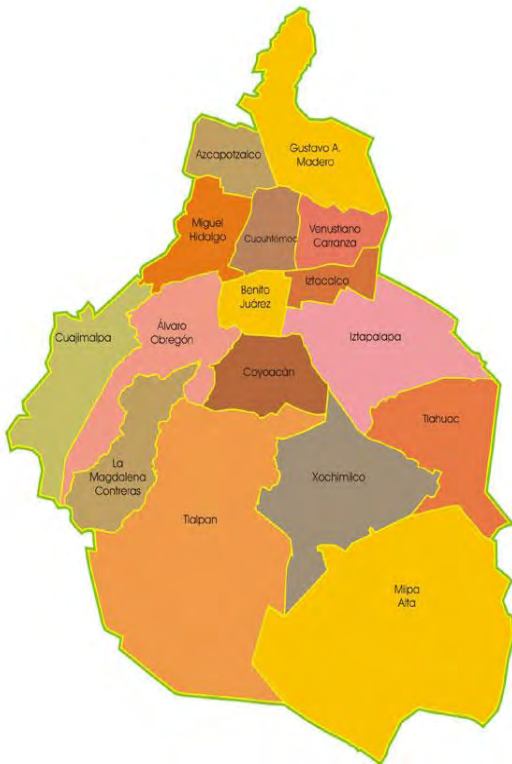 Azcapotzalco
Gustavo A.
Madero
Miguel
Hidalgo
Cuauhtémoc
Venustiano
Carranza
Iztacalco
Benito
Juárez
Cuajimalpa
Álvaro
Obregón
Iztapalapa
Coyoacán
Tlahuac
La
Magdalena
Contreras
Xochimilco
Tlalpan
Milpa
Alta